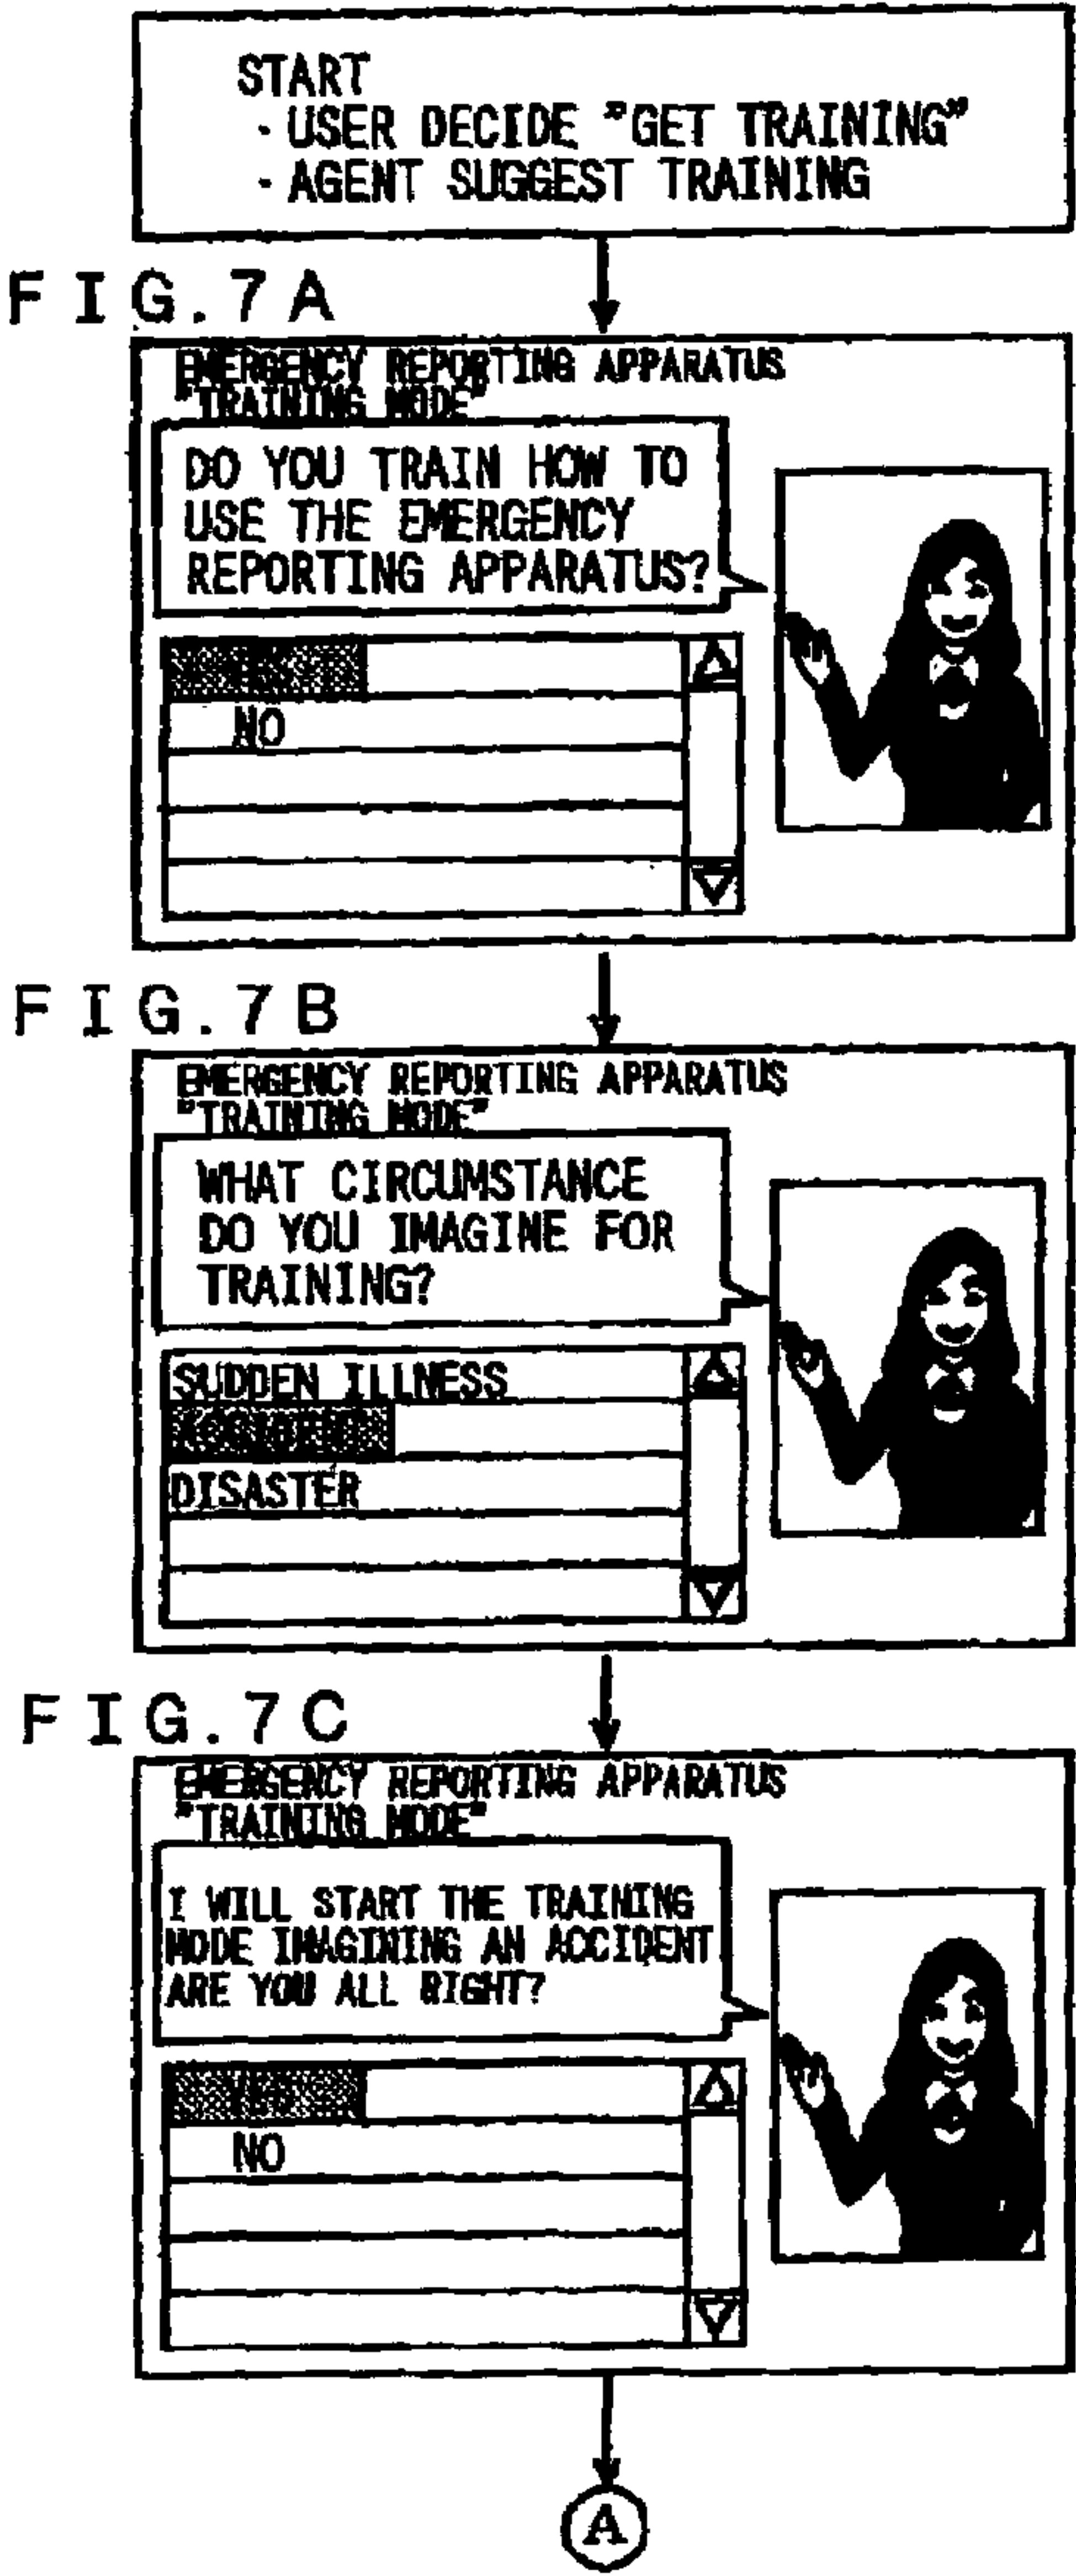 START
· USER DECIDE "GET TRAINING"
· AGENT SUGGEST TRAINING
FIG.7A
EMERGENCY REPORTING APPARATUS
"TRAINING MODE"
DO YOU TRAIN HOW TO
USE THE EMERGENCY
REPORTING APPARATUS?
YES
NO
FIG.7B
EMERGENCY REPORTING APPARATUS
"TRAINING MODE"
WHAT CIRCUMSTANCE
DO YOU IMAGINE FOR
TRAINING?
SUDDEN ILLNESS
ACCIDENT
DISASTER
FIG.7C
EMERGENCY REPORTING APPARATUS
"TRAINING MODE"
I WILL START THE TRAINING
MODE IMAGINING AN ACCIDENT
ARE YOU ALL RIGHT?
YES
NO
A